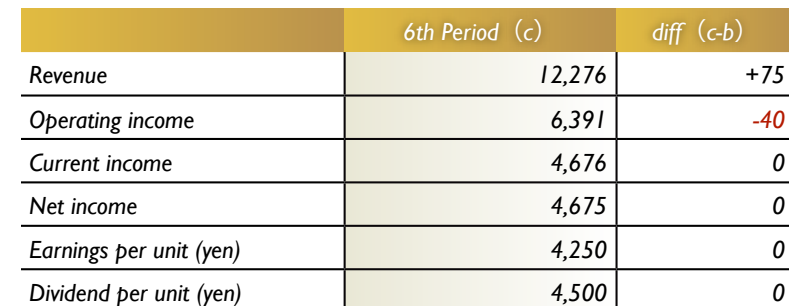 6th Period（c） diff（c-b）
Revenue 12,276 +75
Operating income 6,391 -40
Current income 4,676 0
Net income 4,675 0
Earnings per unit (yen) 4,250 0
Dividend per unit (yen) 4,500 0